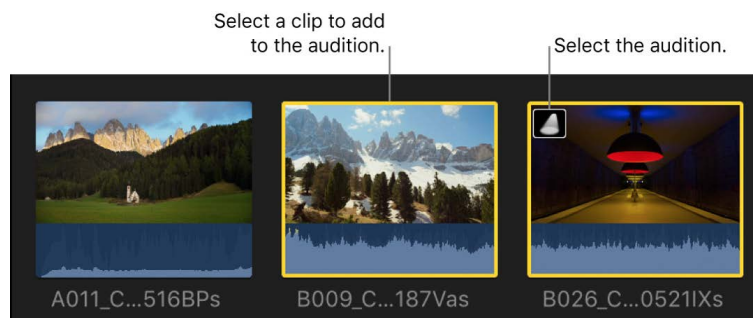 Select a clip to add
to the audition.
Select the audition.
A011_C...516BPs
B009_C...187Vas
B026_C...0521IXs